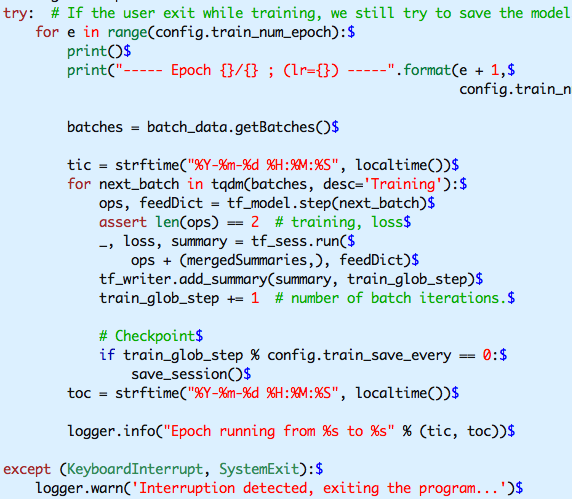 try:  # If the user exit while training, we still try to save the model
    for e in range(config.train_num_epoch):$
        print()$
        print("----- Epoch {}/{} ; (lr={}) -----".format(e + 1,$
                                                         config.train_n

        batches = batch_data.getBatches()$

        tic = strftime("%Y-%m-%d %H:%M:%S", localtime())$
        for next_batch in tqdm(batches, desc='Training'):$
            ops, feedDict = tf_model.step(next_batch)$
            assert len(ops) == 2  # training, loss$
            _, loss, summary = tf_sess.run($
                ops + (mergedSummaries,), feedDict)$
            tf_writer.add_summary(summary, train_glob_step)$
            train_glob_step += 1  # number of batch iterations.$

            # Checkpoint$
            if train_glob_step % config.train_save_every == 0:$
                save_session()$
        toc = strftime("%Y-%m-%d %H:%M:%S", localtime())$

        logger.info("Epoch running from %s to %s" % (tic, toc))$

except (KeyboardInterrupt, SystemExit):$
    logger.warn('Interruption detected, exiting the program...')$